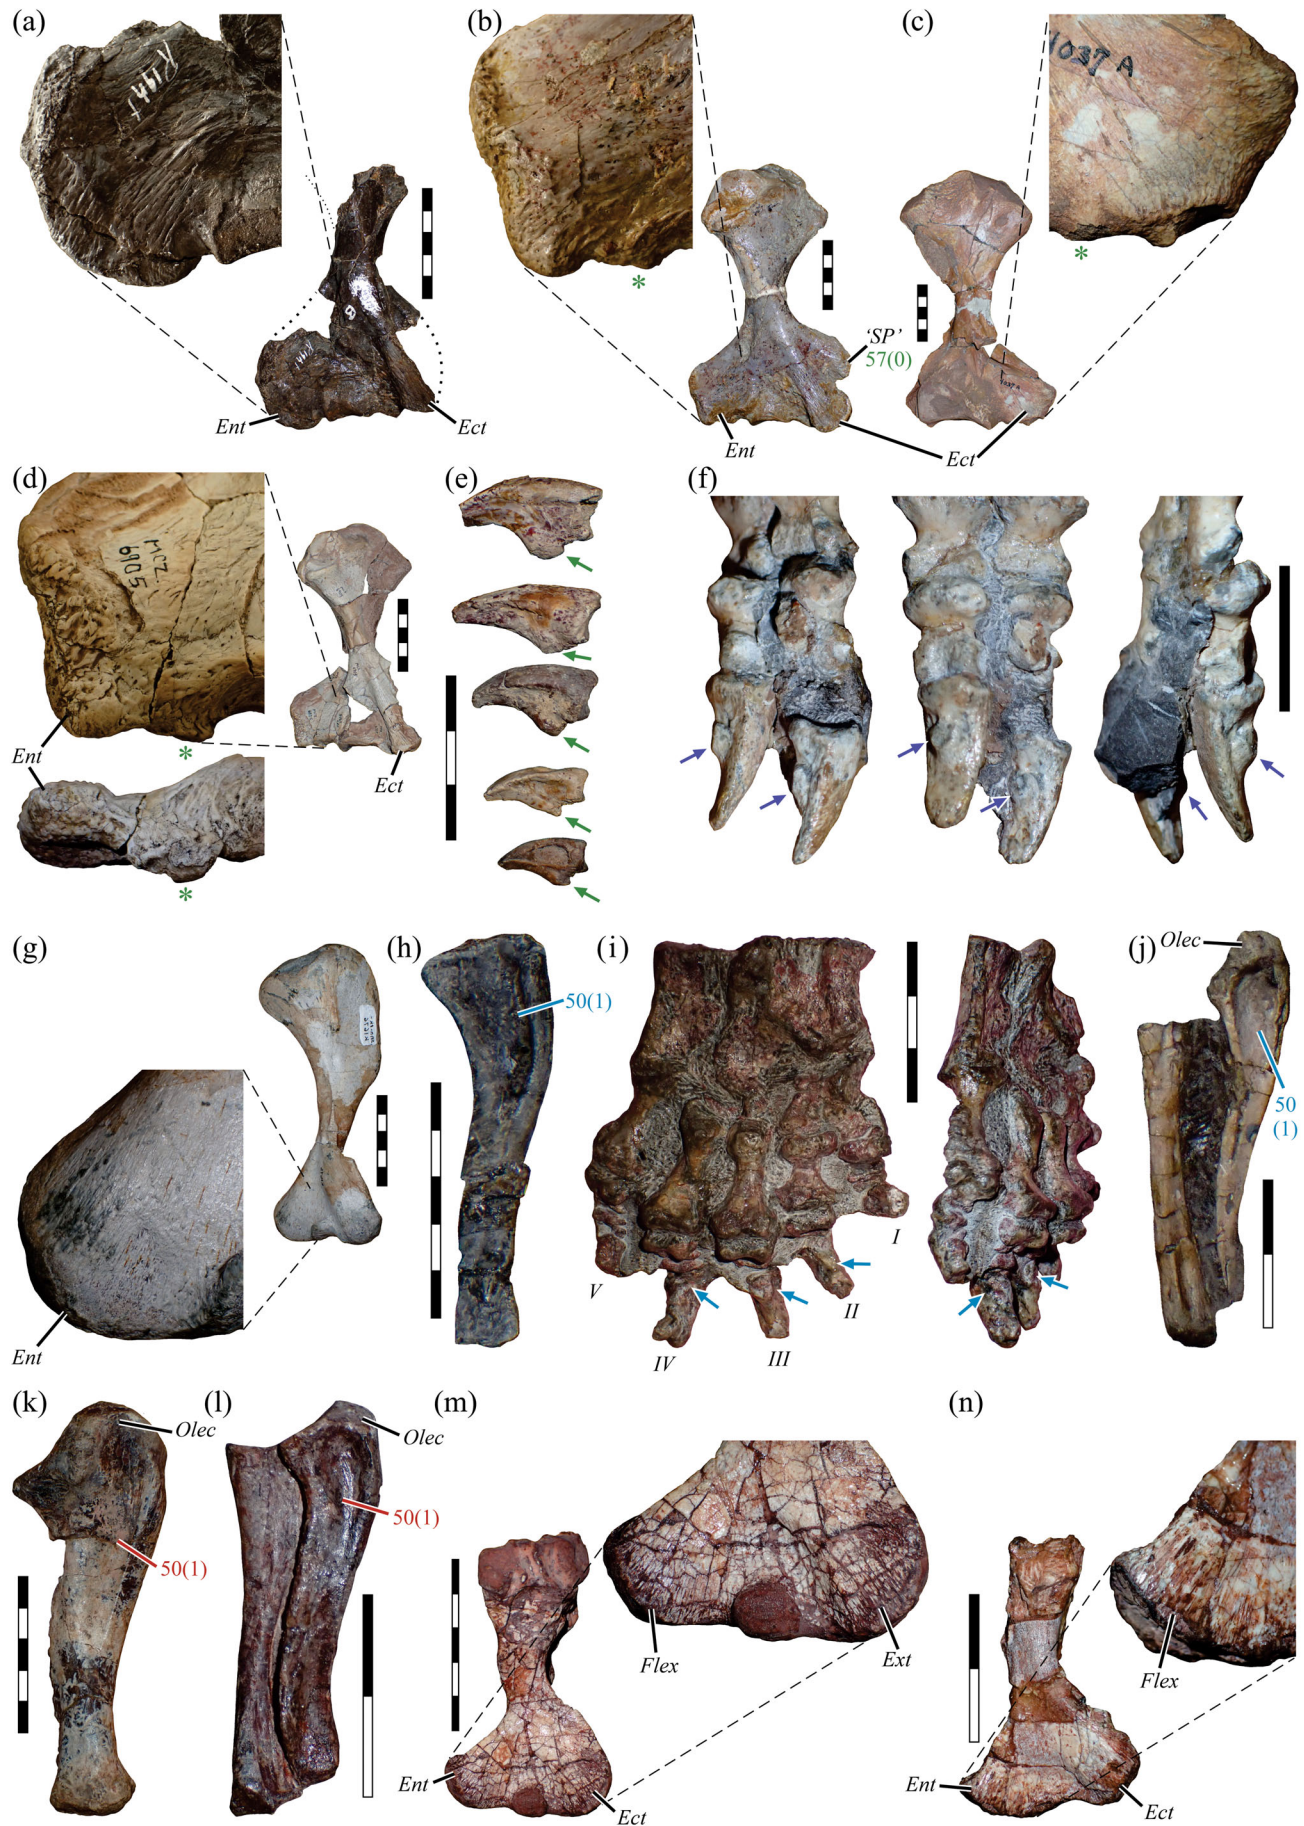 (a)
R 14A
Ent
Ect
(b)
*
'SP'
57(0)
Ent
Ect
(c)
1037 A
*
(d)
MCZ
6905
Ent
*
Ect
*
(e)
(f)
(g)
Ent
(h)
50(1)
(i)
V
IV
III
II
I
(j)
Olec
50
(1)
(k)
Olec
50(1)
(l)
Olec
50(1)
(m)
Flex
Ext
Ent
Ect
(n)
Flex
Ent
Ect